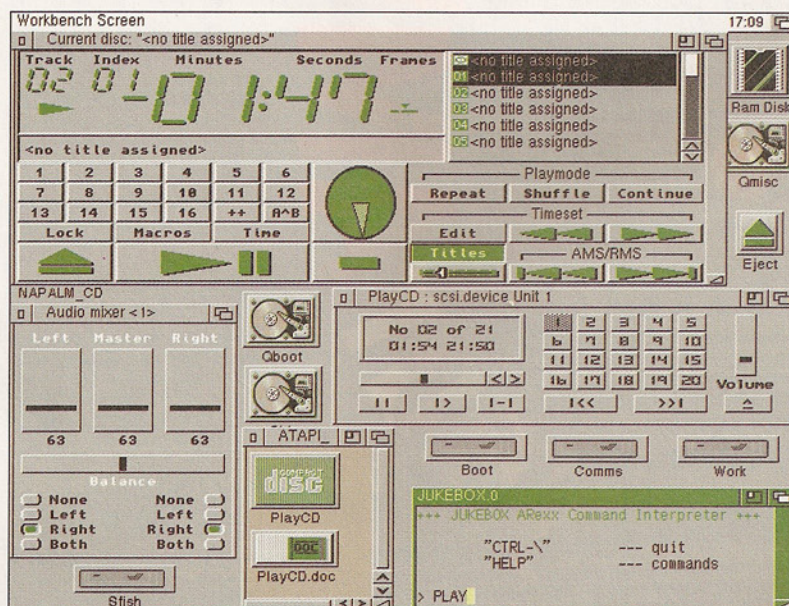 Workbench Screen
17:09
Current disc: "<no title assigned>"
Track Index Minutes Seconds Frames
02 01 -01:47
<no title assigned>
01 <no title assigned>
02 <no title assigned>
03 <no title assigned>
04 <no title assigned>
05 <no title assigned>
Ram Disk
Qmisc
Eject
<no title assigned>
1 2 3 4 5 6
7 8 9 10 11 12
13 14 15 16 ++ A^B
Lock Macros Time
Playmode
Repeat Shuffle Continue
Timeset
Edit
Titles
AMS/RMS
NAPALM_CD
Audio mixer <1>
Left Master Right
63 63 63
Balance
None None
Left Left
Right Right
Both Both
Sfish
Qboot
PlayCD : scsi.device Unit 1
No 02 of 21
01:54 21:50
1 2 3 4 5
6 7 8 9 10
11 12 13 14 15
16 17 18 19 20
Volume
<>
II I> I-I I<< >>I
ATAPI_
COMPACT
disc
PlayCD
DOC
PlayCD.doc
Boot
Comms
Work
JUKEBOX.0
+++ JUKEBOX ARexx Command Interpreter +++
"CTRL-\" --- quit
"HELP" --- commands
> PLAY